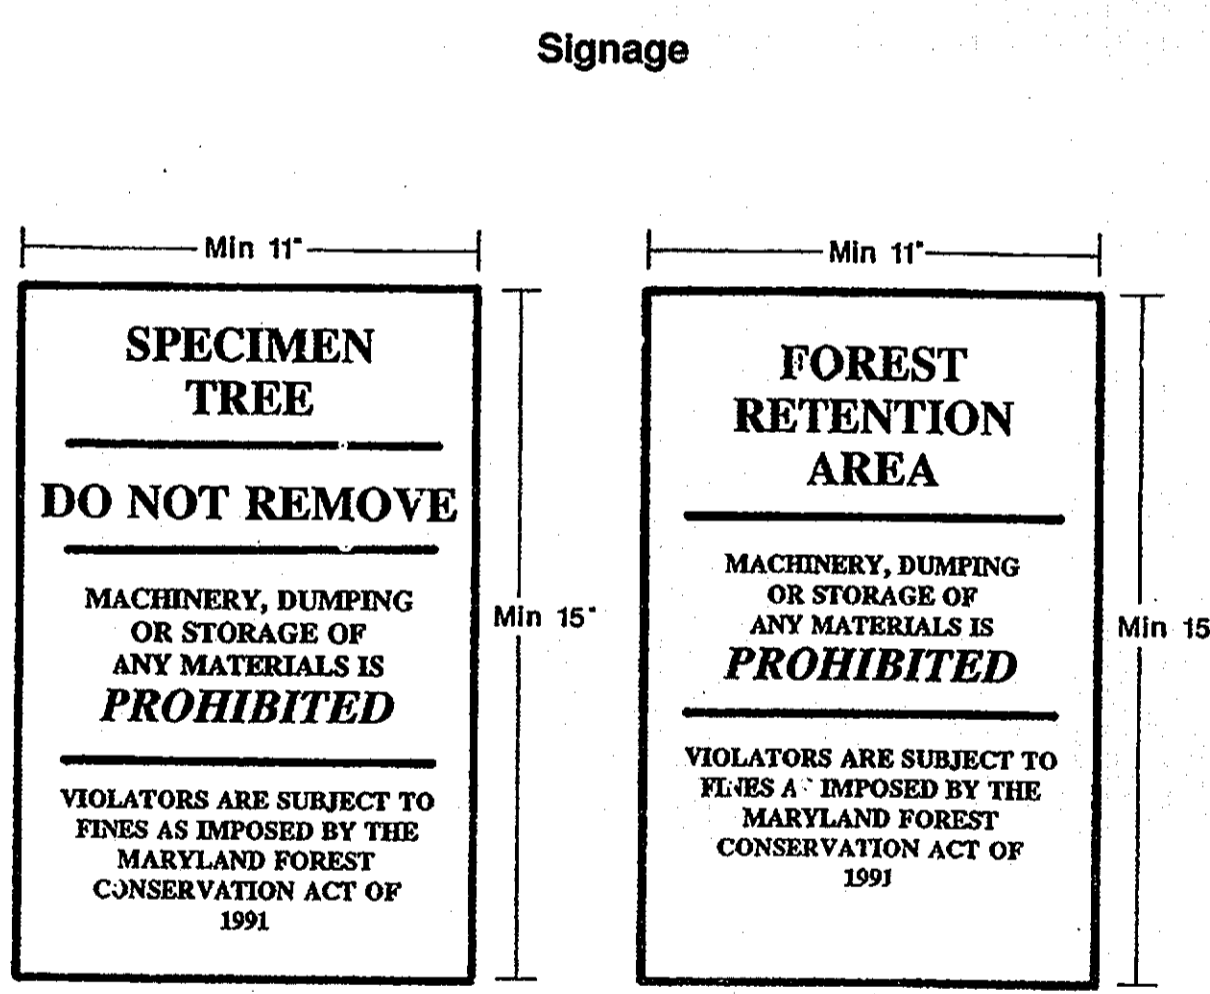 Signage
Min 11"
SPECIMEN
TREE
DO NOT REMOVE
MACHINERY, DUMPING
OR STORAGE OF
ANY MATERIALS IS
PROHIBITED
VIOLATORS ARE SUBJECT TO
FINES AS IMPOSED BY THE
MARYLAND FOREST
CONSERVATION ACT OF
1991
Min 15"
Min 11"
FOREST
RETENTION
AREA
MACHINERY, DUMPING
OR STORAGE OF
ANY MATERIALS IS
PROHIBITED
VIOLATORS ARE SUBJECT TO
FINES AS IMPOSED BY THE
MARYLAND FOREST
CONSERVATION ACT OF
1991
Min 15